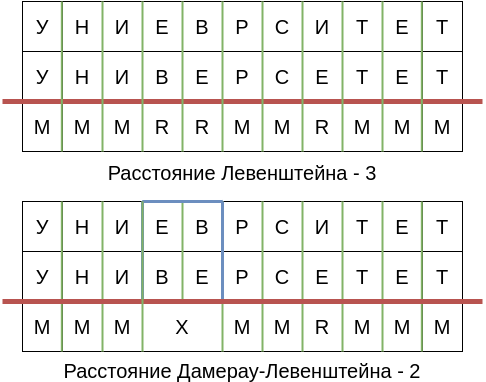 У Н И Е В Р С И Т Е Т
У Н И В Е Р С Е Т Е Т
M M M R R M M R M M M
Расстояние Левенштейна - 3
У Н И Е В Р С И Т Е Т
У Н И В Е Р С Е Т Е Т
M M M X M M R M M M
Расстояние Дамерау-Левенштейна - 2